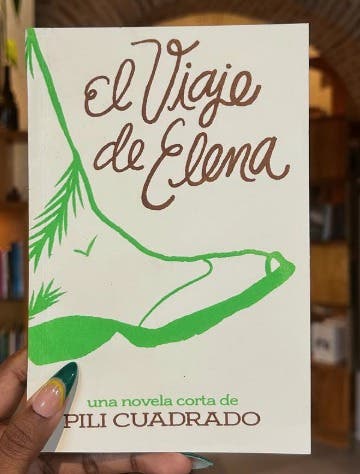 El Viaje
de Elena
una novela corta de
PILI CUADRADO